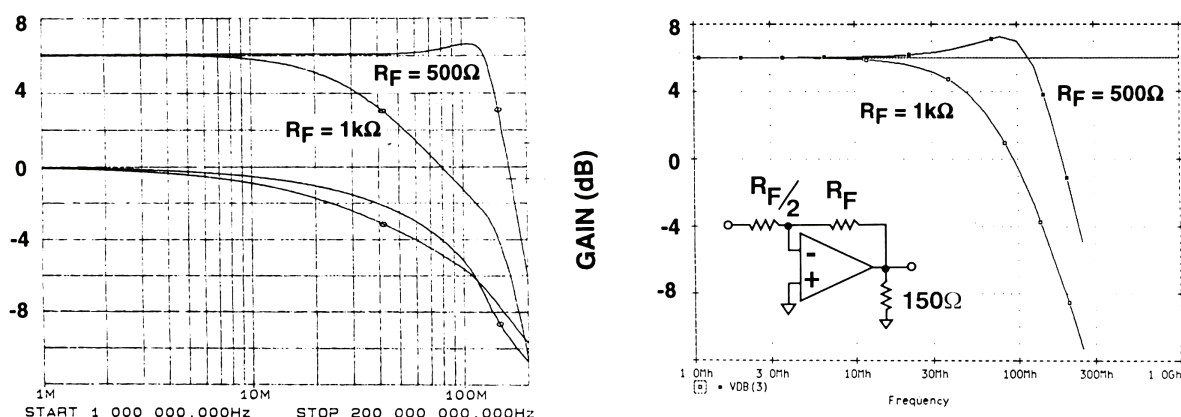 8
4
0
-4
-8
RF = 500Ω
RF = 1kΩ
1M
10M
100M
START 1 000 000.000Hz
STOP 200 000 000.000Hz
GAIN (dB)
8
4
0
-4
-8
RF = 500Ω
RF = 1kΩ
RF/2
RF
-
+
150Ω
1 0Mh
3 0Mh
10Mh
30Mh
100Mh
300Mh
1 0Gh
VDB(3)
Frequency